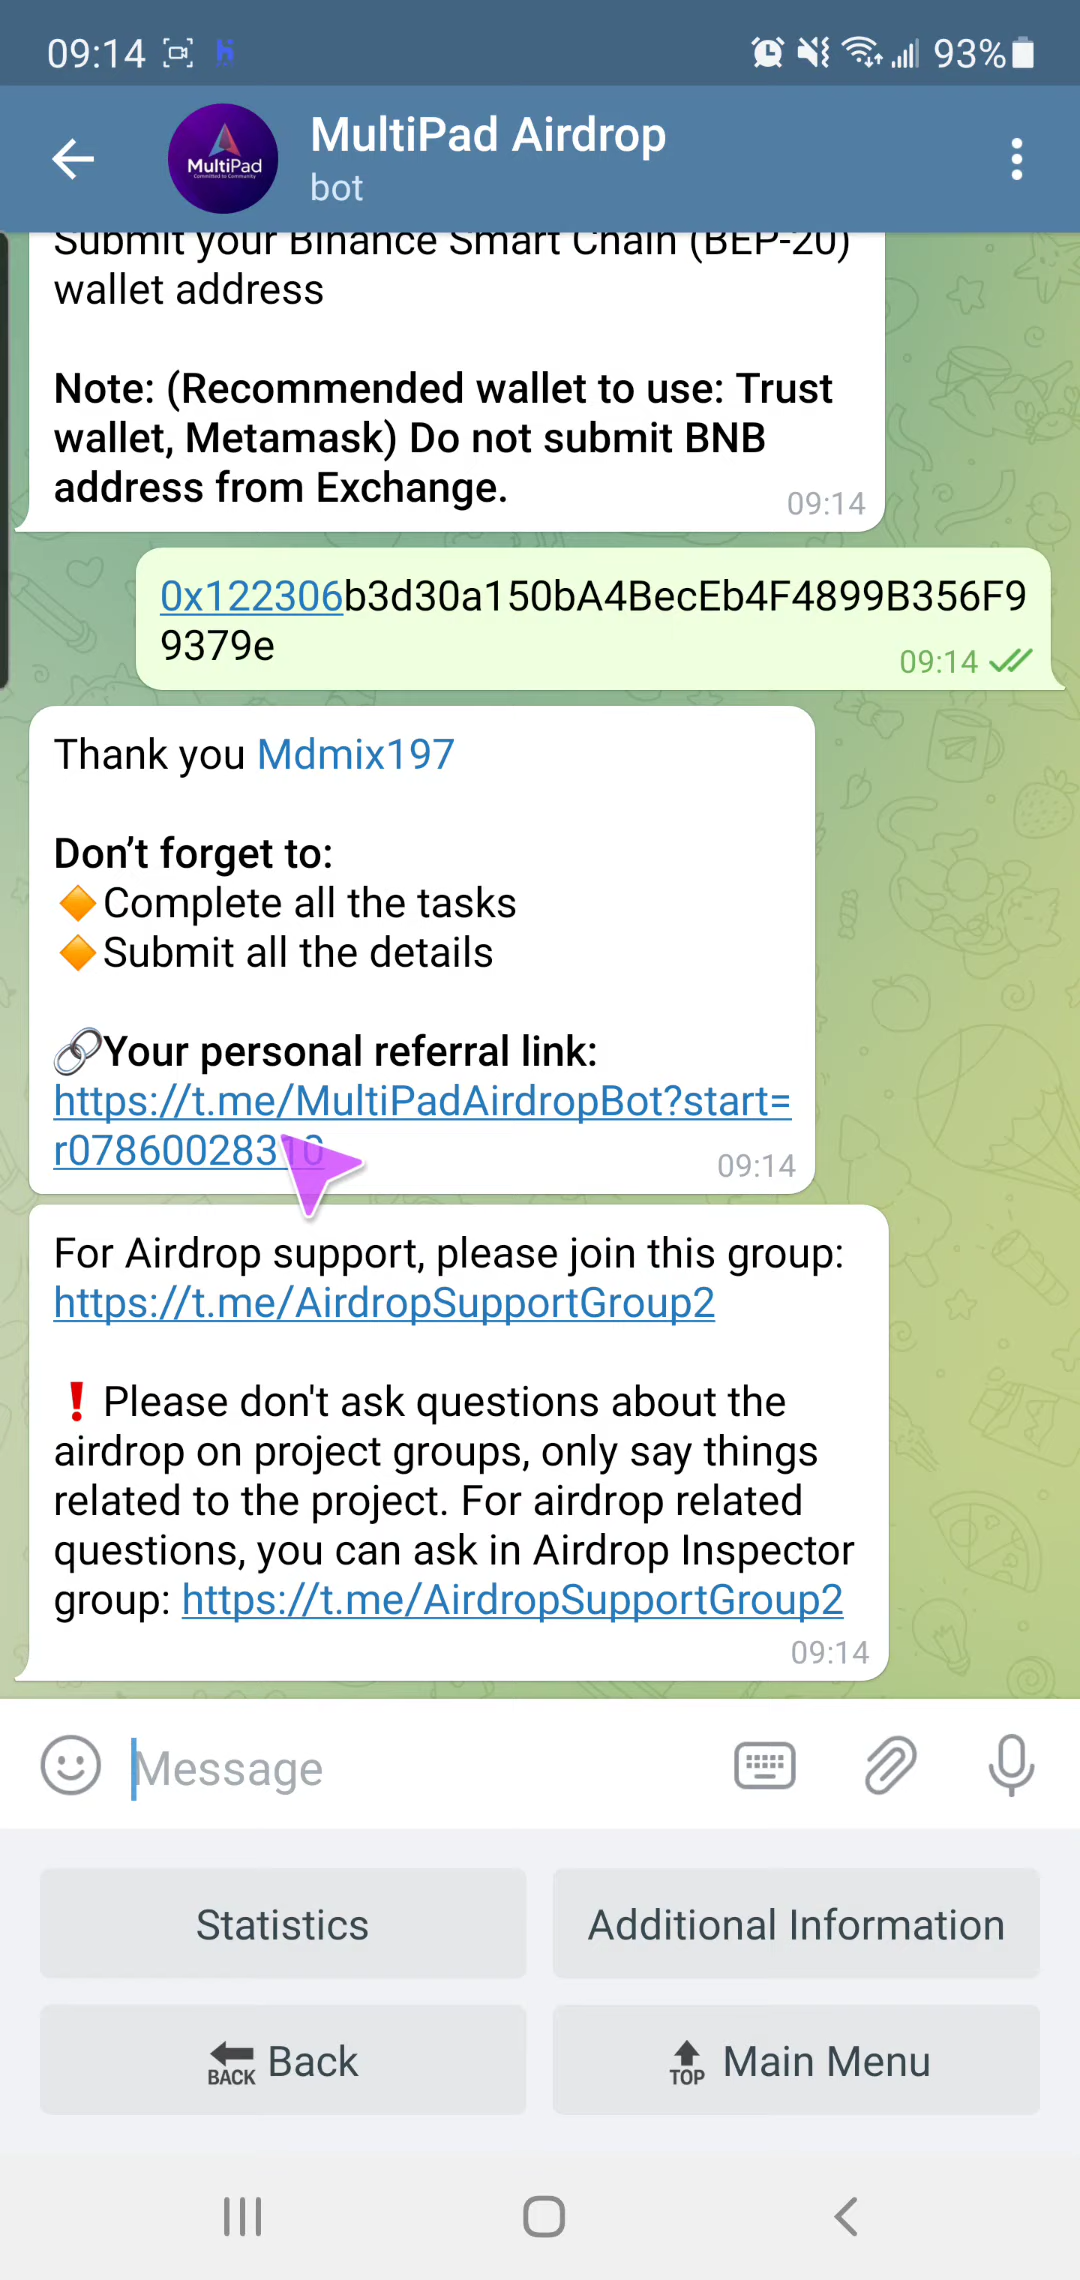 09:14
93%
MultiPad Airdrop
bot
MultiPad
Committed to Community
Submit your Binance Smart Chain (BEP-20)
wallet address
Note: (Recommended wallet to use: Trust
wallet, Metamask) Do not submit BNB
address from Exchange.
09:14
0x122306b3d30a150bA4BecEb4F4899B356F9
9379e
09:14
Thank you Mdmix197
Don’t forget to:
🔶Complete all the tasks
🔶Submit all the details
🔗Your personal referral link:
https://t.me/MultiPadAirdropBot?start=
r07860028310
09:14
For Airdrop support, please join this group:
https://t.me/AirdropSupportGroup2
❗ Please don't ask questions about the
airdrop on project groups, only say things
related to the project. For airdrop related
questions, you can ask in Airdrop Inspector
group: https://t.me/AirdropSupportGroup2
09:14
Message
Statistics
Additional Information
BACK Back
TOP Main Menu